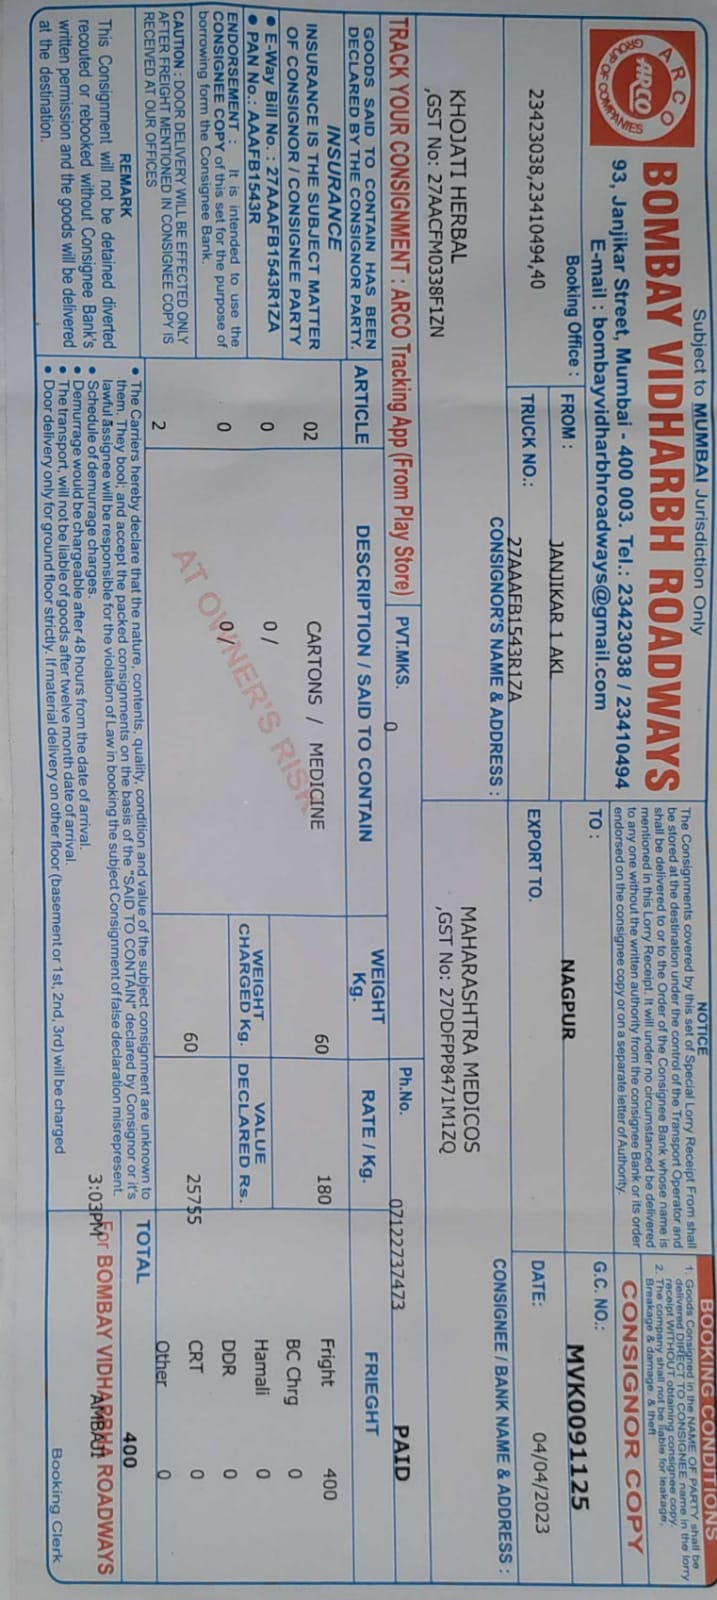 Subject to MUMBAI Jurisdiction Only
ARCO
GROUP OF COMPANIES
ARCO
BOMBAY VIDHARBH ROADWAYS
93, Janjikar Street, Mumbai - 400 003. Tel.: 23423038 / 23410494
E-mail : bombayvidharbhroadways@gmail.com
NOTICE
The Consignments covered by this set of Special Lorry Receipt From shall
be stored at the destination under the control of the Transport Operator and
shall be delivered to or to the Order of the Consignee Bank whose name is
mentioned in this Lorry Receipt. It will under no circumstanced be delivered
to any one without the written authority from the consignee Bank or its order
endorsed on the consignee copy or on a separate letter of Authority.
BOOKING CONDITIONS
1. Goods Consigned in the NAME OF PARTY shall be
delivered DIRECT TO CONSIGNEE name in the lorry
receipt WITHOUT obtaining consignee copy.
2. The company shall not be liable for leakage,
Breakage & damage. & theft
CONSIGNOR COPY
Booking Office :
23423038,23410494,40
FROM :
JANJIKAR 1 AKL
TO :
NAGPUR
G.C. NO.:
MVK0091125
TRUCK NO.:
27AAAFB1543R1ZA
EXPORT TO.
DATE:
04/04/2023
CONSIGNOR'S NAME & ADDRESS :
KHOJATI HERBAL
,GST No: 27AACFM0338F1ZN
CONSIGNEE / BANK NAME & ADDRESS :
MAHARASHTRA MEDICOS
,GST No: 27DDFPP8471M1ZQ
TRACK YOUR CONSIGNMENT : ARCO Tracking App (From Play Store)
PVT.MKS.
0
Ph.No.
07122737473
PAID
GOODS SAID TO CONTAIN HAS BEEN
DECLARED BY THE CONSIGNOR PARTY.
INSURANCE
INSURANCE IS THE SUBJECT MATTER
OF CONSIGNOR / CONSIGNEE PARTY
• E-Way Bill No. : 27AAAFB1543R1ZA
• PAN No.: AAAFB1543R
ENDORSEMENT : It is intended to use the
CONSIGNEE COPY of this set for the purpose of
borrowing form the Consignee Bank.
CAUTION : DOOR DELIVERY WILL BE EFFECTED ONLY
AFTER FREIGHT MENTIONED IN CONSIGNEE COPY IS
RECEIVED AT OUR OFFICES
REMARK
This Consignment will not be detained diverted
recouted or rebooked without Consignee Bank's
written permission and the goods will be delivered
at the destination.
ARTICLE
DESCRIPTION / SAID TO CONTAIN
WEIGHT
Kg.
RATE / Kg.
FRIEGHT
02
CARTONS / MEDICINE
60
180
Fright 400
BC Chrg 0
0
0 /
WEIGHT
CHARGED Kg.
VALUE
DECLARED Rs.
Hamali 0
0
0 /
DDR 0
60
25755
CRT 0
2
Other 0
AT OWNER'S RISK
• The Carriers hereby declare that the nature, contents, quality, condition and value of the subject consignment are unknown to
them. They bool; and accept the packed consignments on the basis of the "SAID TO CONTAIN" declared by Consignor or it's
lawful assignee will be responsible for the violation of Law in booking the subject Consignment of false declaration misrepresent.
• Schedule of demurrage charges.
• Demurrage would be chargeable after 48 hours from the date of arrival.
• The transport, will not be liable of goods after twelve month date of arrival.
• Door delivery only for ground floor strictly. If material delivery on other floor (basement or 1st, 2nd, 3rd) will be charged
TOTAL
400
For BOMBAY VIDHARBHA ROADWAYS
3:03PM
AMBAJI
Booking Clerk